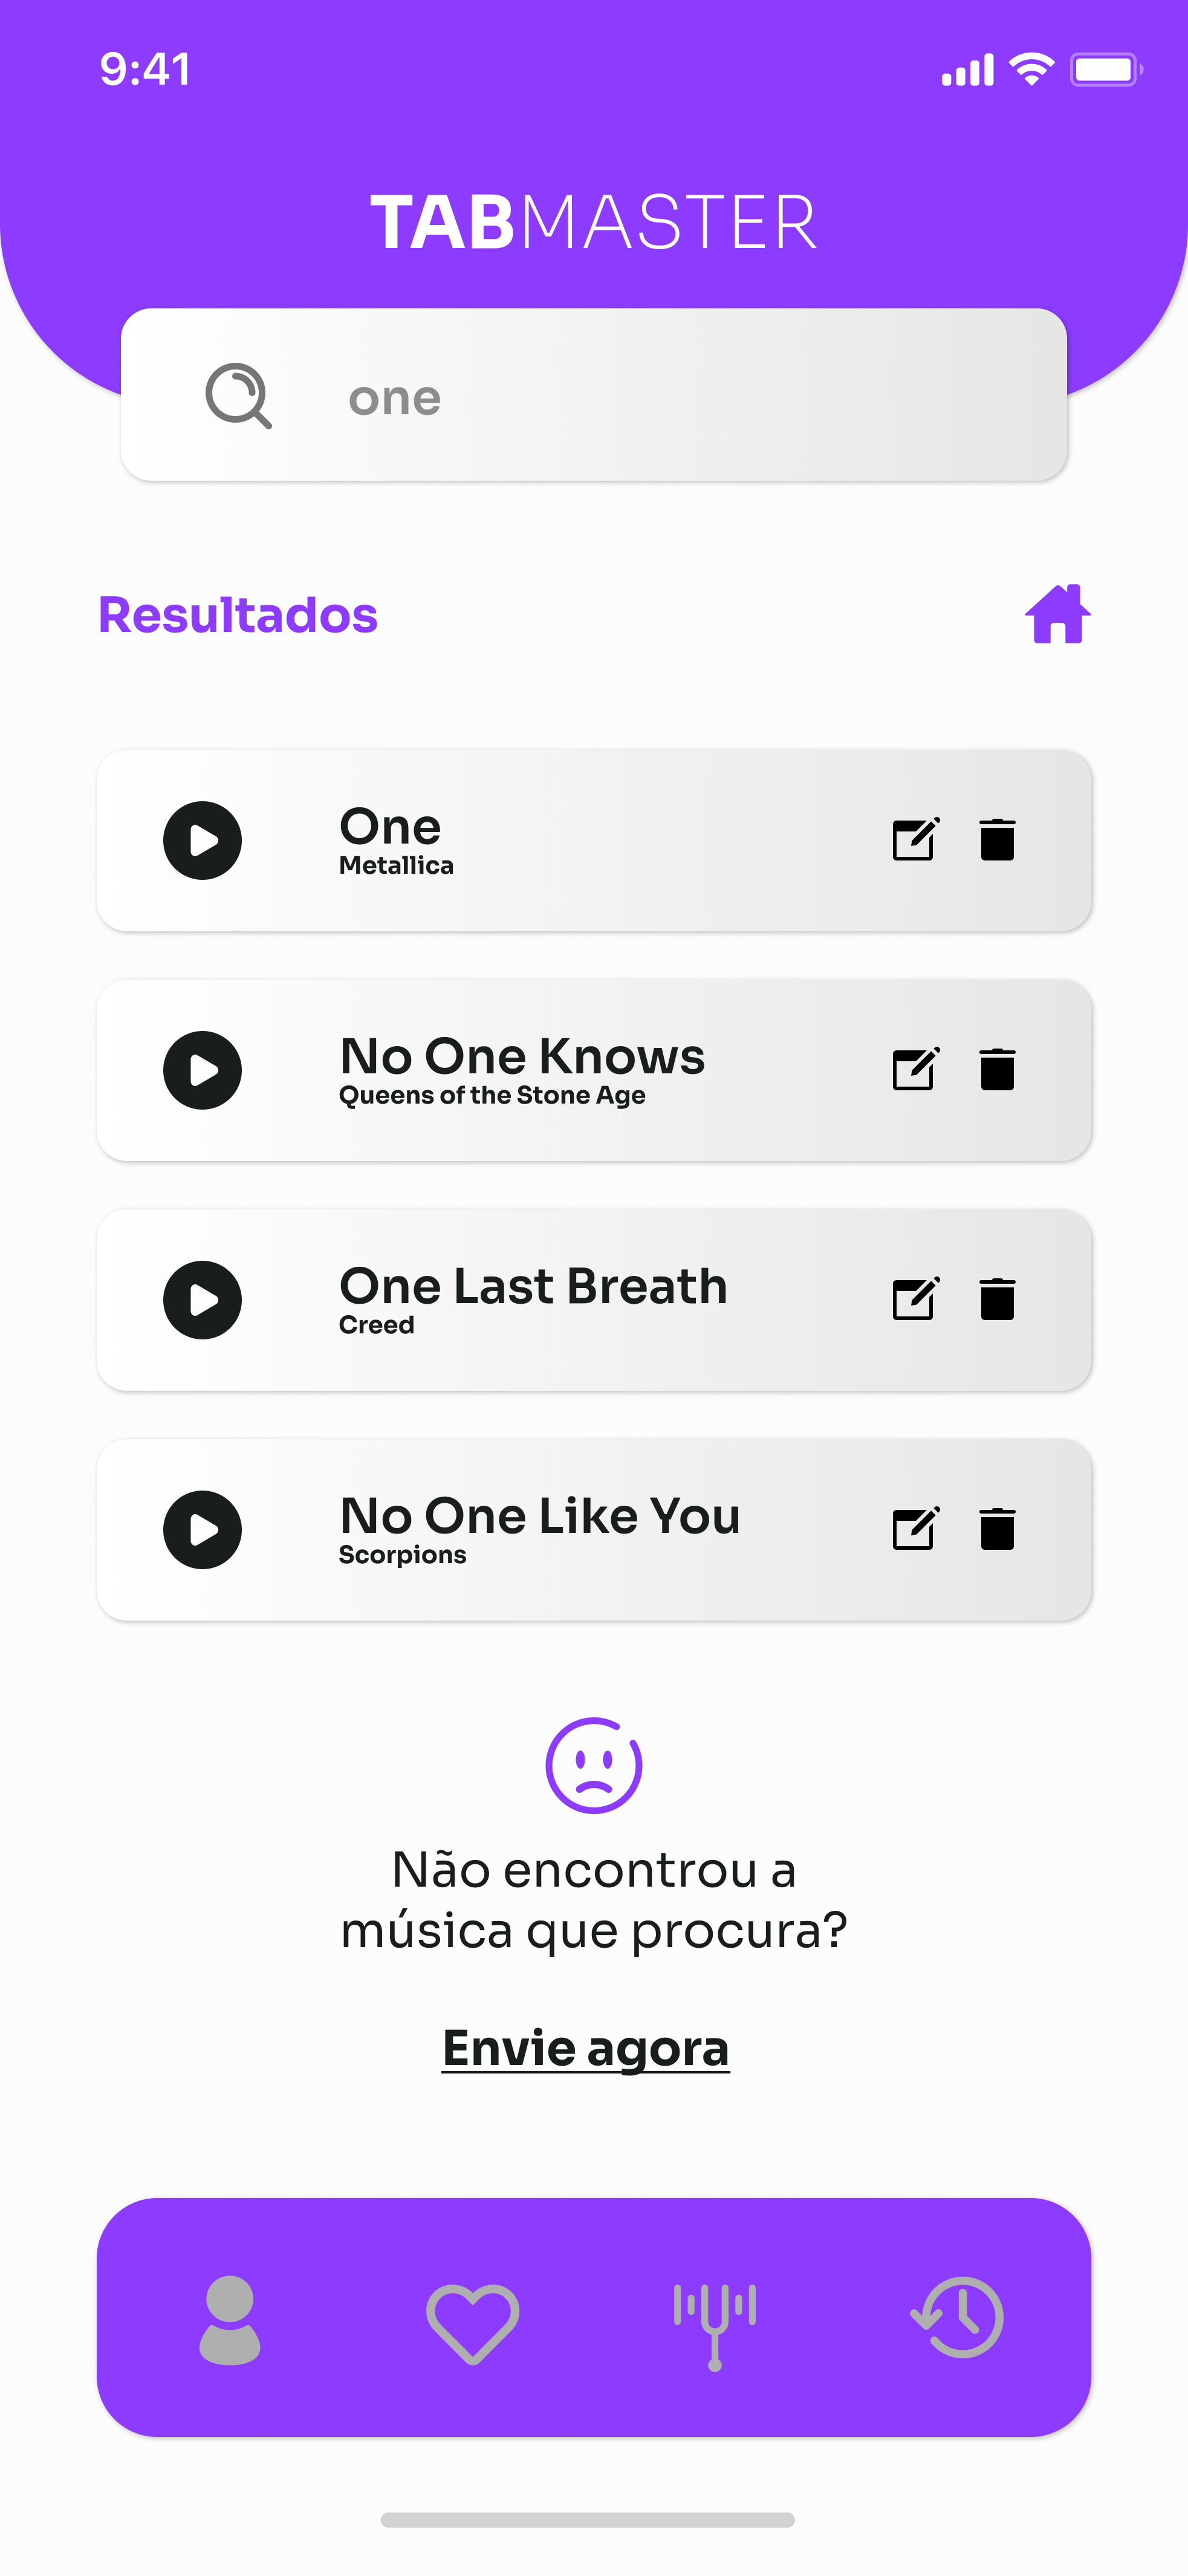 9:41
TABMASTER
one
Resultados
One
Metallica
No One Knows
Queens of the Stone Age
One Last Breath
Creed
No One Like You
Scorpions
Não encontrou a
música que procura?
Envie agora